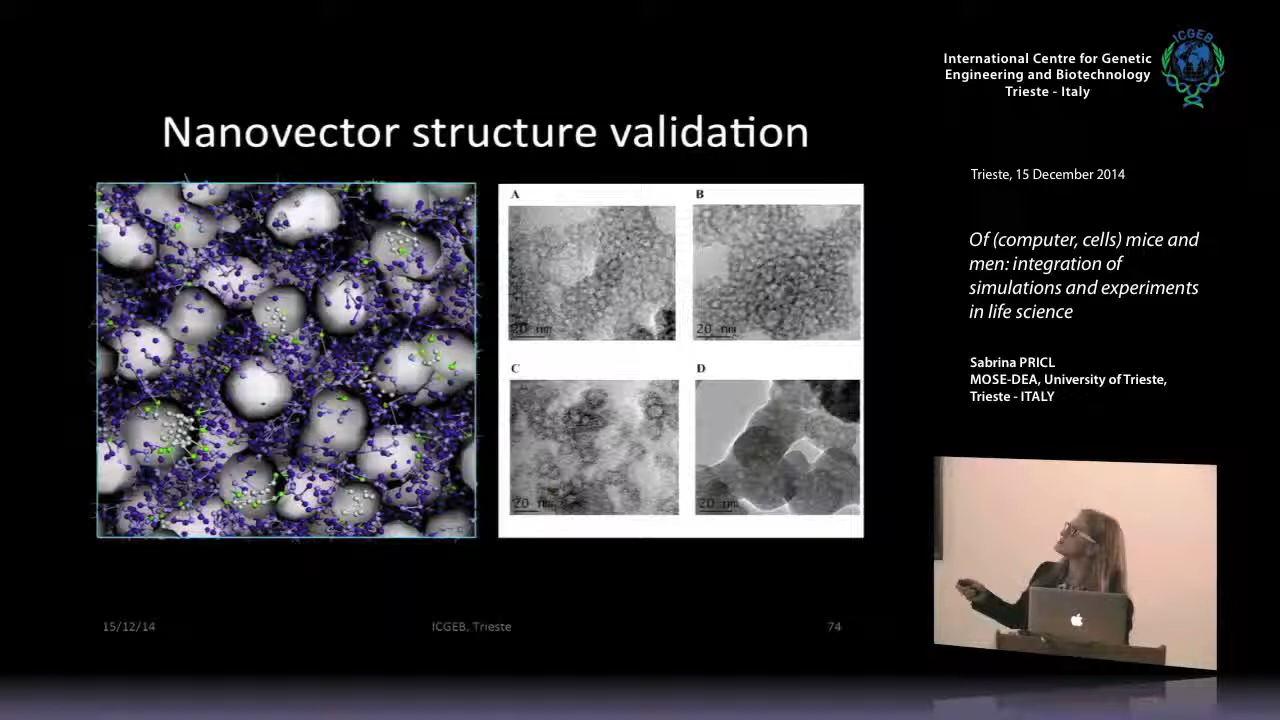 ICGEB
International Centre for Genetic
Engineering and Biotechnology
Trieste - Italy
Nanovector structure validation
Trieste, 15 December 2014
A
B
20 nm
20 nm
C
D
20 nm
20 nm
Of (computer, cells) mice and
men: integration of
simulations and experiments
in life science
Sabrina PRICL
MOSE-DEA, University of Trieste,
Trieste - ITALY
15/12/14
ICGEB, Trieste
74